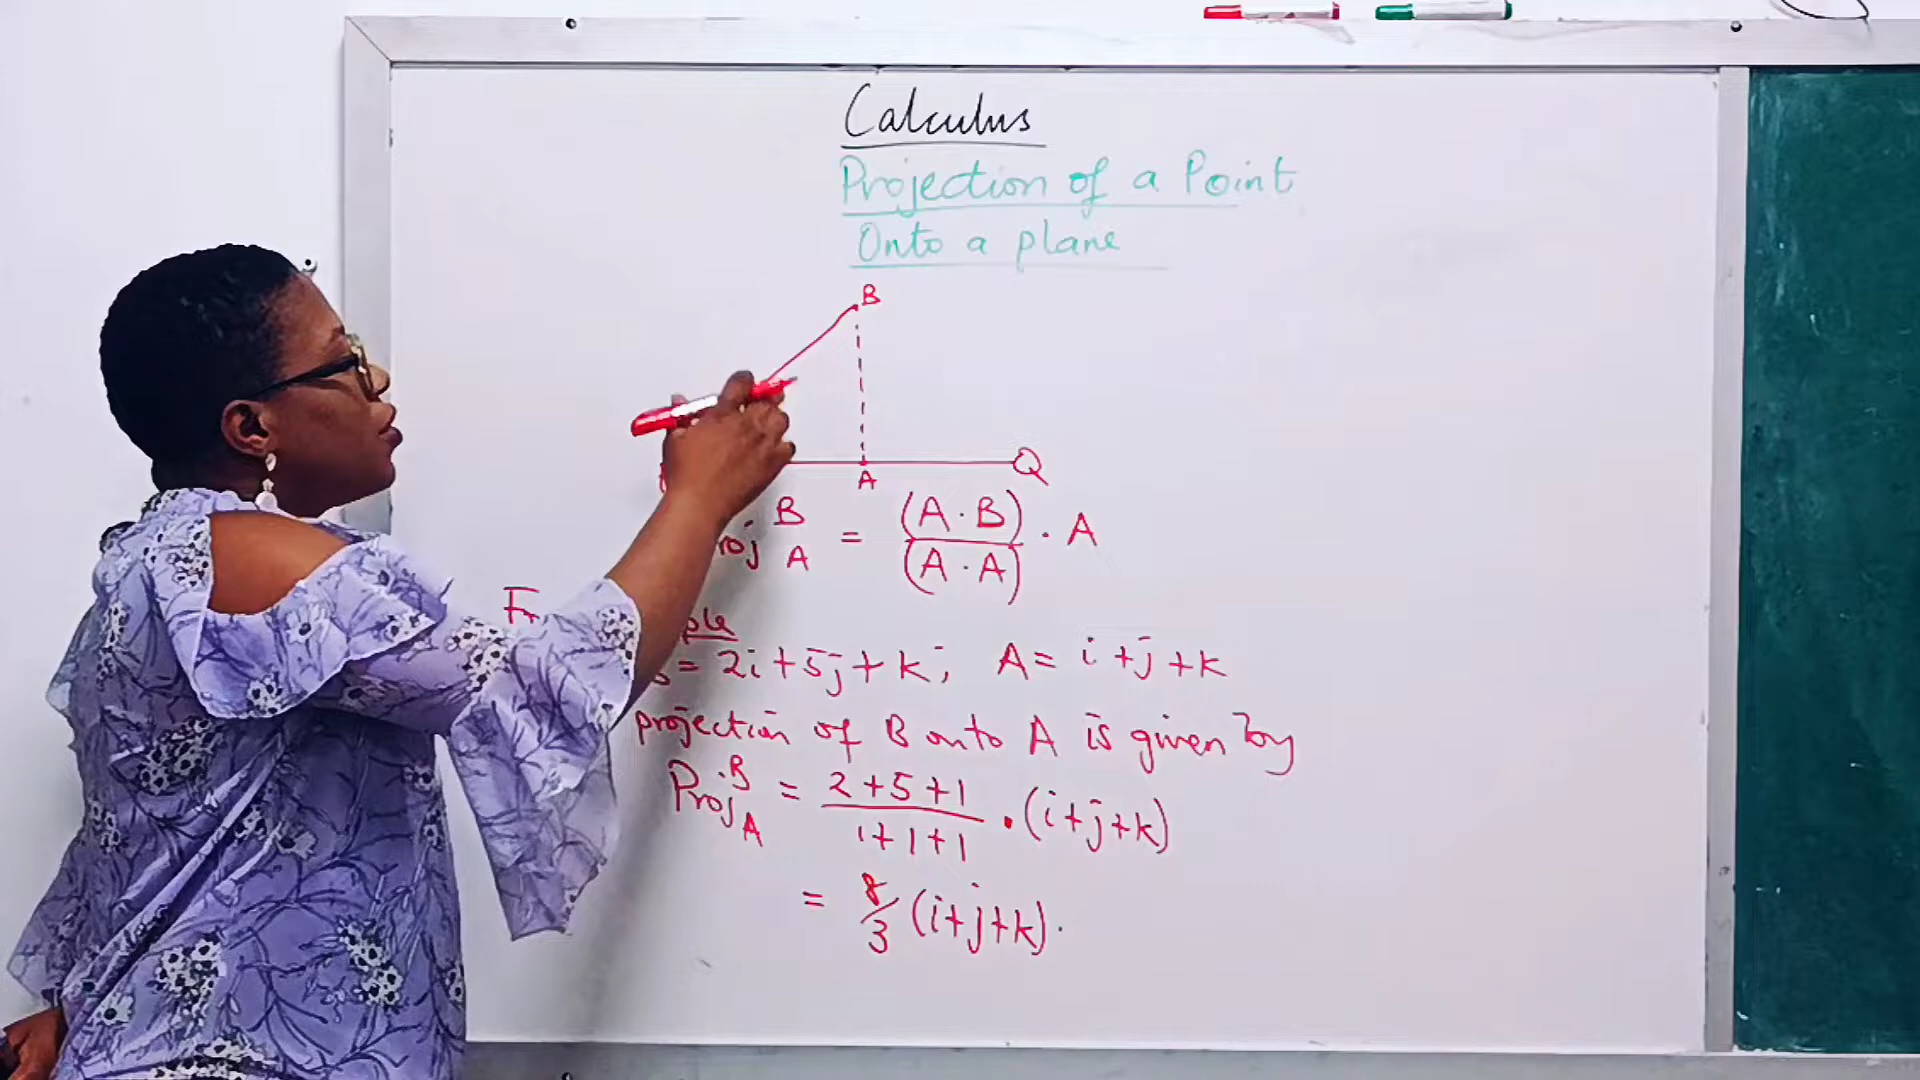 Calculus
Projection of a Point
Onto a plane
B
Q
A
B
A
= (A · B) / (A · A) · A
= 2i + 5j + k; A = i + j + k
projection of B onto A is given by
Proj B A = 2+5+1 / 1+1+1 · (i+j+k)
= 8/3 (i+j+k).